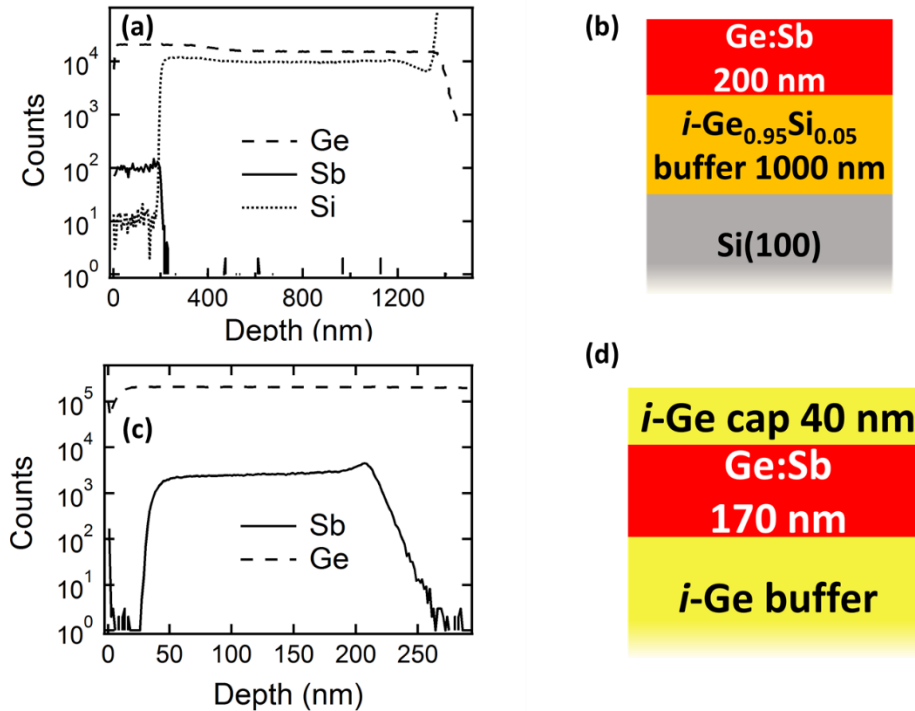 (a)
10⁴
10³
10²
10¹
10⁰
Counts
Ge
Sb
Si
0 400 800 1200
Depth (nm)
(b)
Ge:Sb
200 nm
i-Ge₀.₉₅Si₀.₀₅
buffer 1000 nm
Si(100)
(c)
10⁵
10⁴
10³
10²
10¹
10⁰
Counts
Sb
Ge
0 50 100 150 200 250
Depth (nm)
(d)
i-Ge cap 40 nm
Ge:Sb
170 nm
i-Ge buffer